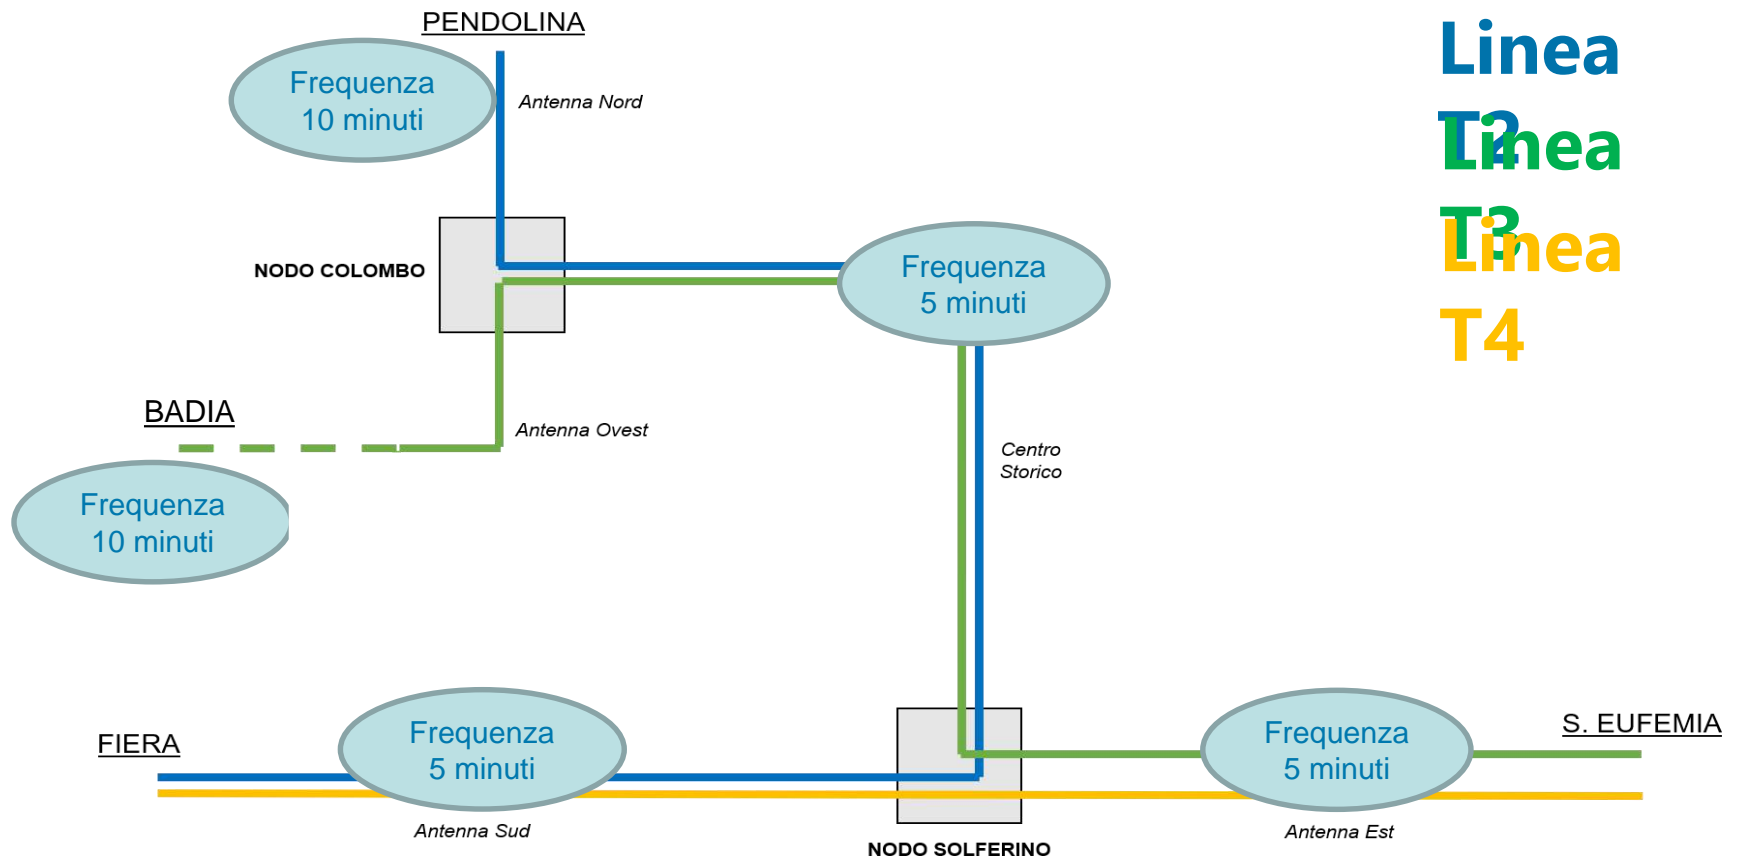 PENDOLINA
Frequenza
10 minuti
Antenna Nord
Linea
T2
Linea
T3
Linea
T4
NODO COLOMBO
Frequenza
5 minuti
BADIA
Antenna Ovest
Centro
Storico
Frequenza
10 minuti
FIERA
Frequenza
5 minuti
Antenna Sud
Frequenza
5 minuti
S. EUFEMIA
Antenna Est
NODO SOLFERINO